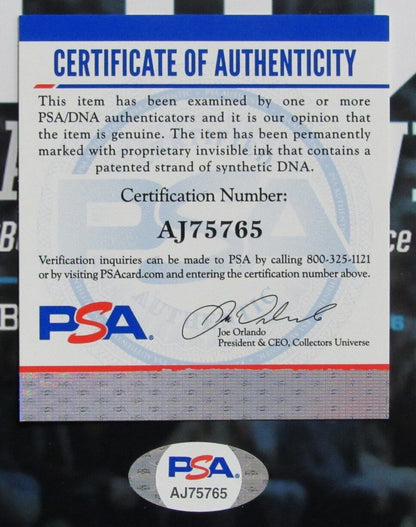 CERTIFICATE OF AUTHENTICITY
This item has been examined by one or more
PSA/DNA authenticators and it is our opinion that
the item is genuine. The item has been permanently
marked with proprietary invisible ink that contains a
patented strand of synthetic DNA.
Certification Number:
AJ75765
Verification inquiries can be made to PSA by calling 800-325-1121
or by visiting PSAcard.com and entering the certification number above.
PSA.
Joe Orlando
President & CEO, Collectors Universe
PSA.
AJ75765